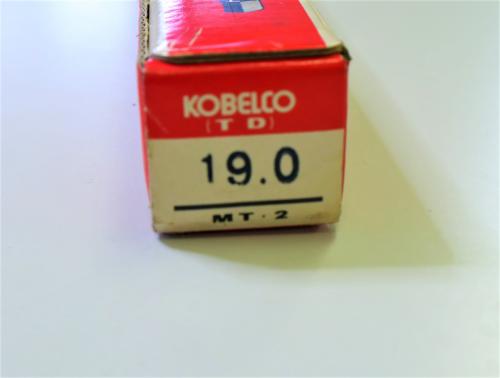 KOBELCO
(TD)
19.0
MT·2